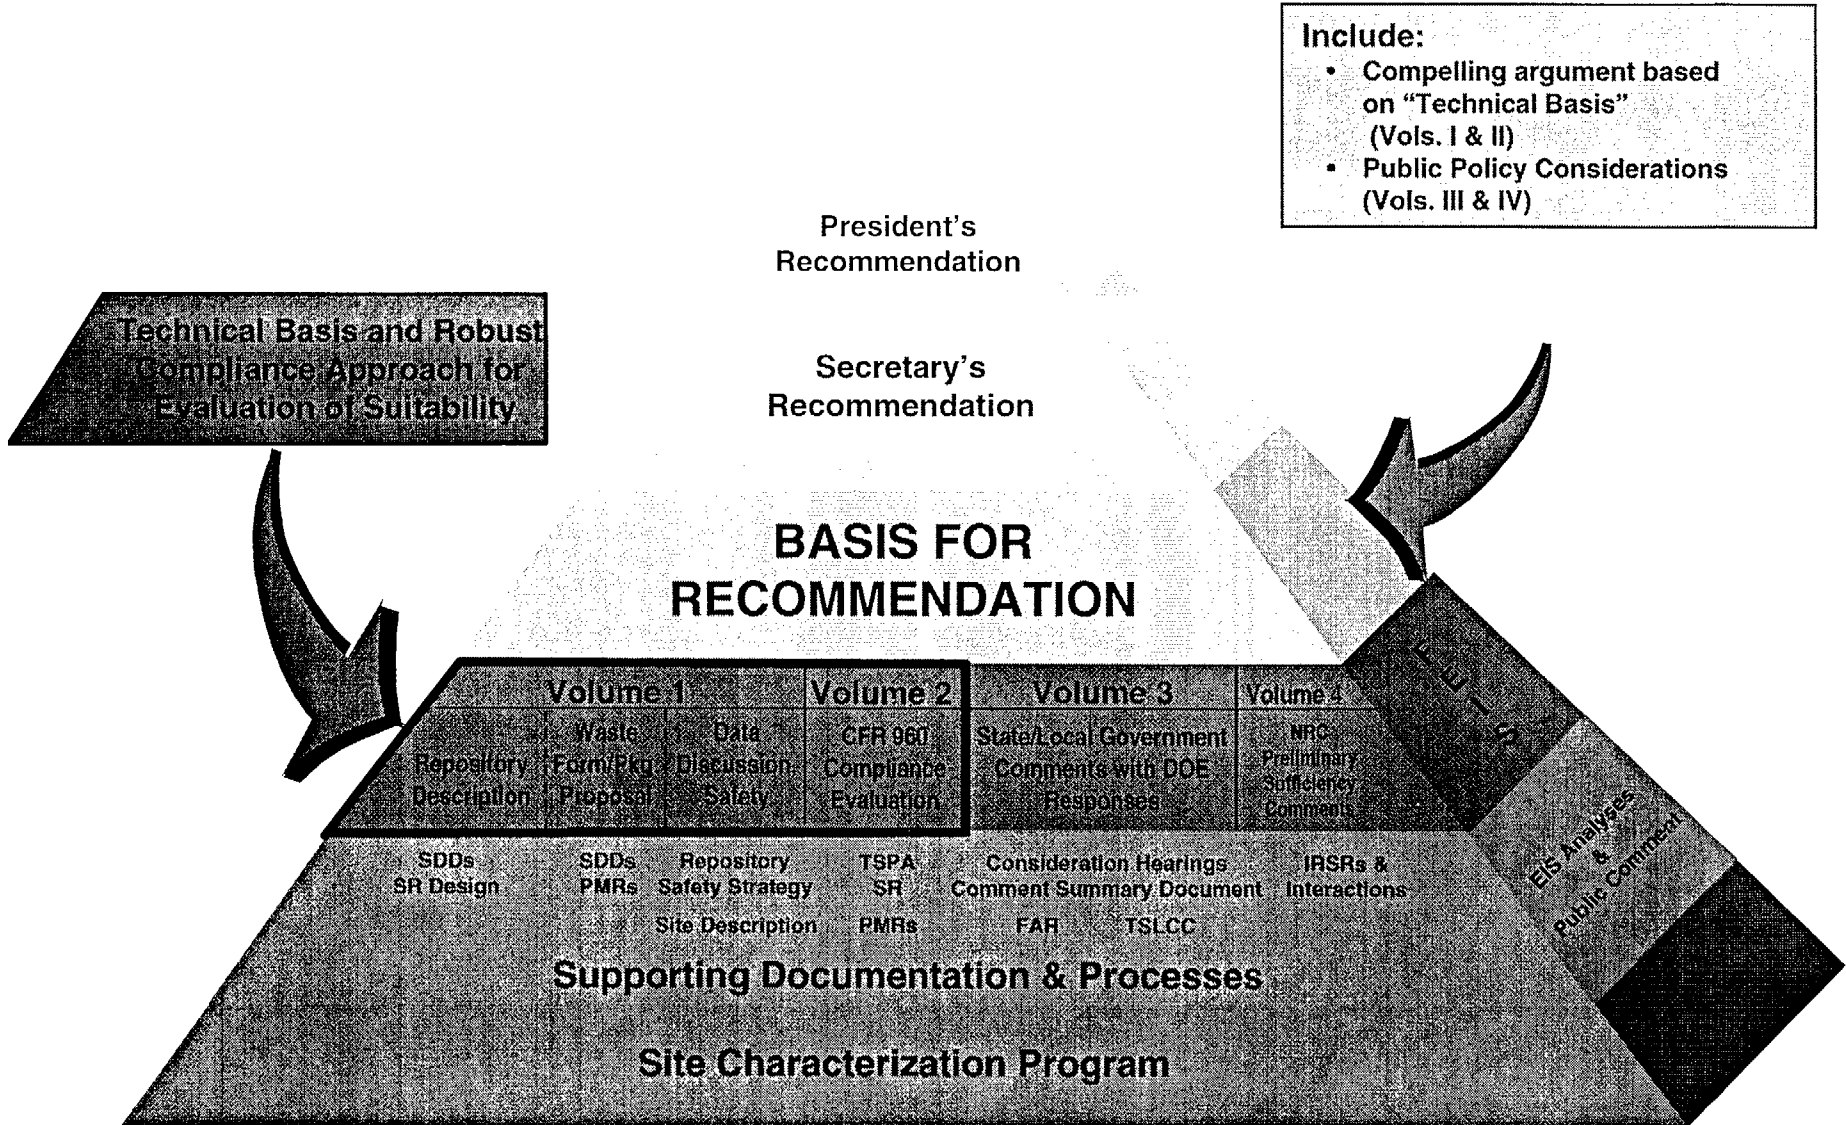 Include:
• Compelling argument based
on “Technical Basis”
(Vols. I & II)
• Public Policy Considerations
(Vols. III & IV)
President’s
Recommendation
Technical Basis and Robust
Compliance Approach for
Evaluation of Suitability
Secretary’s
Recommendation
BASIS FOR
RECOMMENDATION
Volume 1
Volume 2
Volume 3
Volume 4
Repository
Description
Waste
Form/Pkg
Proposal
Data
Discussion
Safety
CFR 960
Compliance
Evaluation
State/Local Government
Comments with DOE
Responses
NRC
Preliminary
Sufficiency
Comments
FEIS
EIS Analyses
&
Public Comment
SDDs
SR Design
SDDs
PMRs
Repository
Safety Strategy
Site Description
TSPA
SR
PMRs
Consideration Hearings
Comment Summary Document
FAR TSLCC
IRSRs &
Interactions
Supporting Documentation & Processes
Site Characterization Program